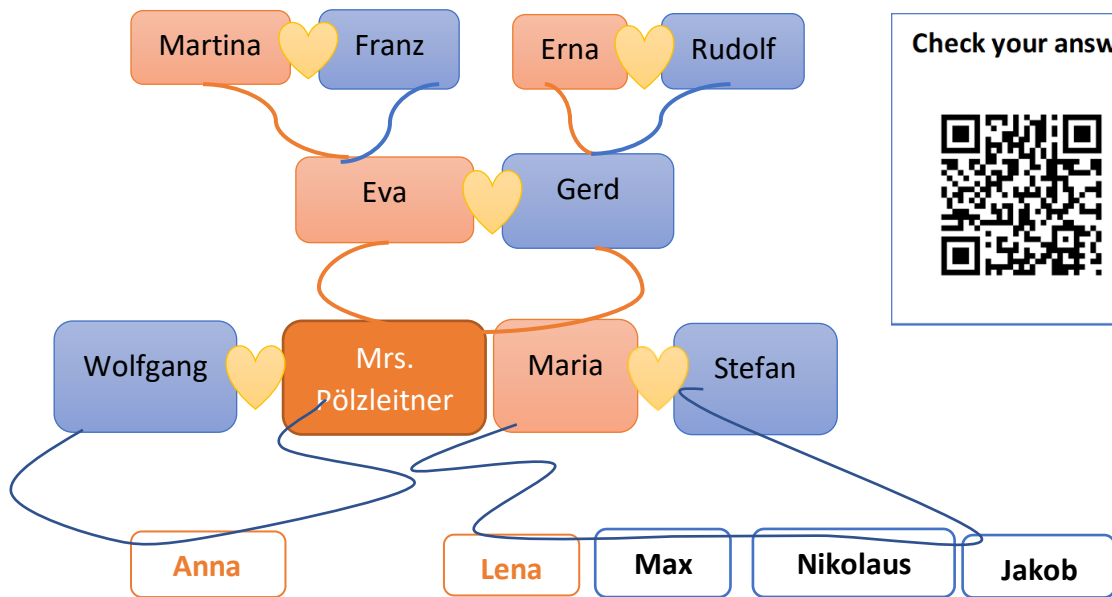 Martina
Franz
Erna
Rudolf
Check your answ
Eva
Gerd
Wolfgang
Mrs.
Pölzleitner
Maria
Stefan
Anna
Lena
Max
Nikolaus
Jakob